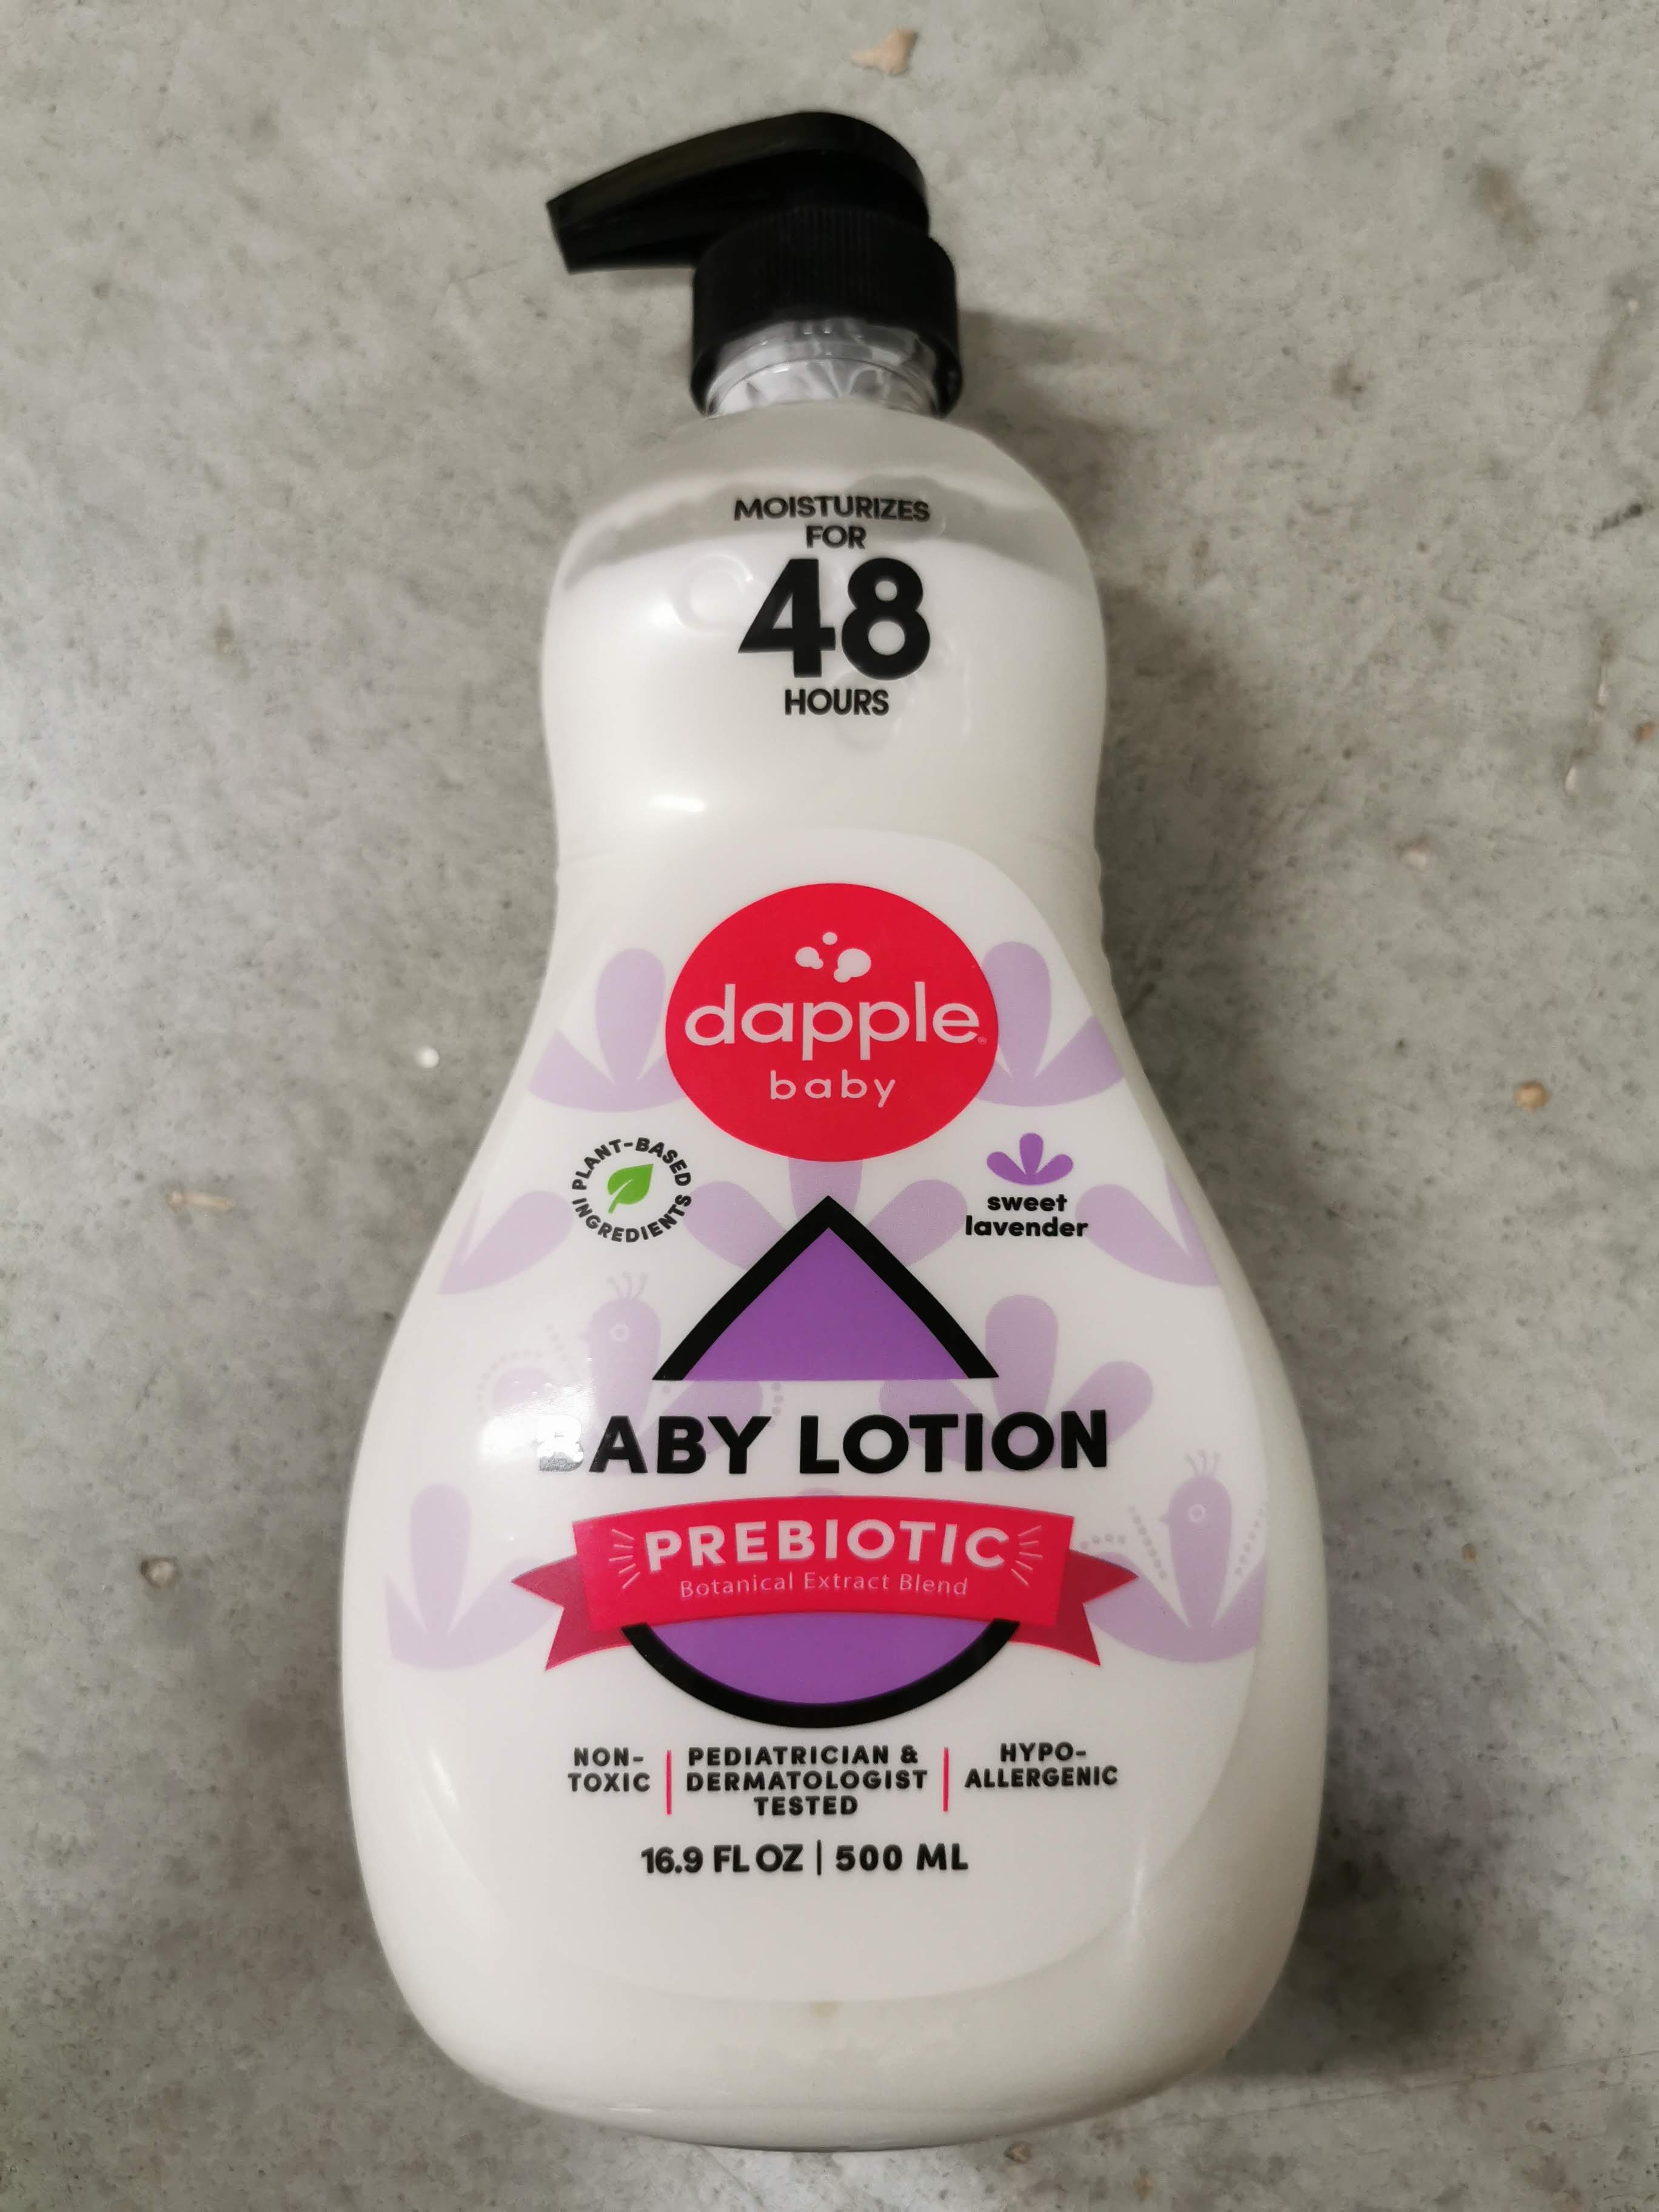 MOISTURIZES
FOR
48
HOURS
dapple®
baby
PLANT-BASED INGREDIENTS
sweet
lavender
BABY LOTION
PREBIOTIC
Botanical Extract Blend
NON-
TOXIC
PEDIATRICIAN &
DERMATOLOGIST
TESTED
HYPO-
ALLERGENIC
16.9 FL OZ | 500 ML